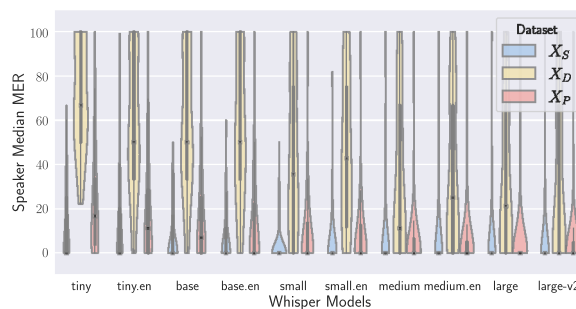 Dataset
X_S
X_D
X_P
Speaker Median MER
100
80
60
40
20
0
tiny tiny.en base base.en small small.en medium medium.en large large-v2
Whisper Models